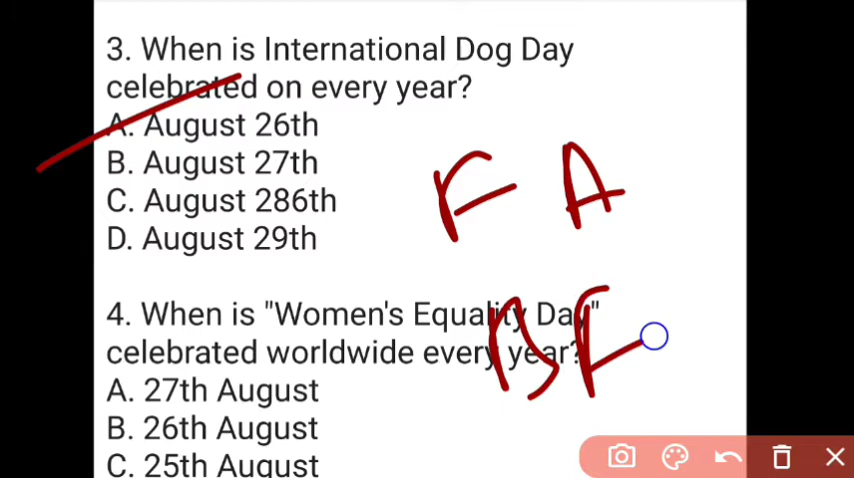 3. When is International Dog Day
celebrated on every year?
A. August 26th
B. August 27th
C. August 286th
D. August 29th
F A
4. When is "Women's Equality Day"
celebrated worldwide every year?
A. 27th August
B. 26th August
C. 25th August